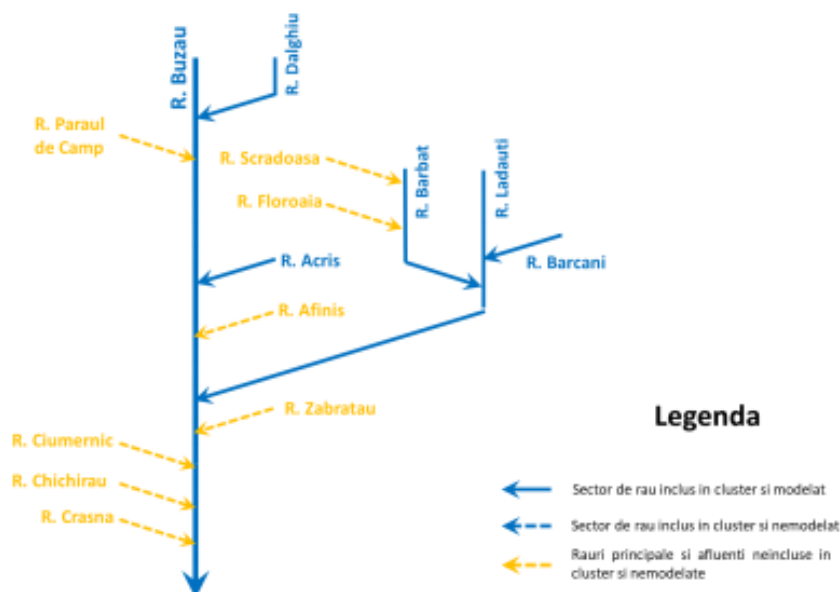 R. Buzau
R. Dalghiu
R. Paraul
de Camp
R. Scradoasa
R. Floroaia
R. Barbat
R. Ladauti
R. Acris
R. Barcani
R. Afinis
R. Zabratau
R. Ciumernic
R. Chichirau
R. Crasna
Legenda
Sector de rau inclus in cluster si modelat
Sector de rau inclus in cluster si nemodelat
Rauri principale si afluenti neincluse in
cluster si nemodelate